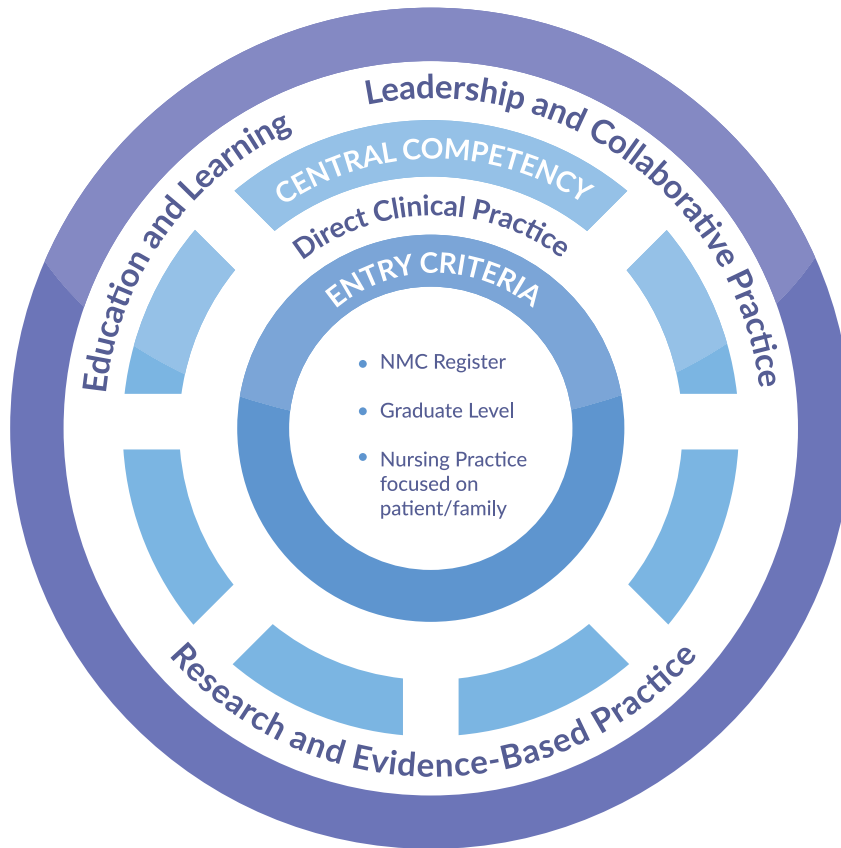 Leadership and Collaborative Practice
Education and Learning
CENTRAL COMPETENCY
Direct Clinical Practice
ENTRY CRITERIA
• NMC Register
• Graduate Level
• Nursing Practice
focused on
patient/family
Research and Evidence-Based Practice